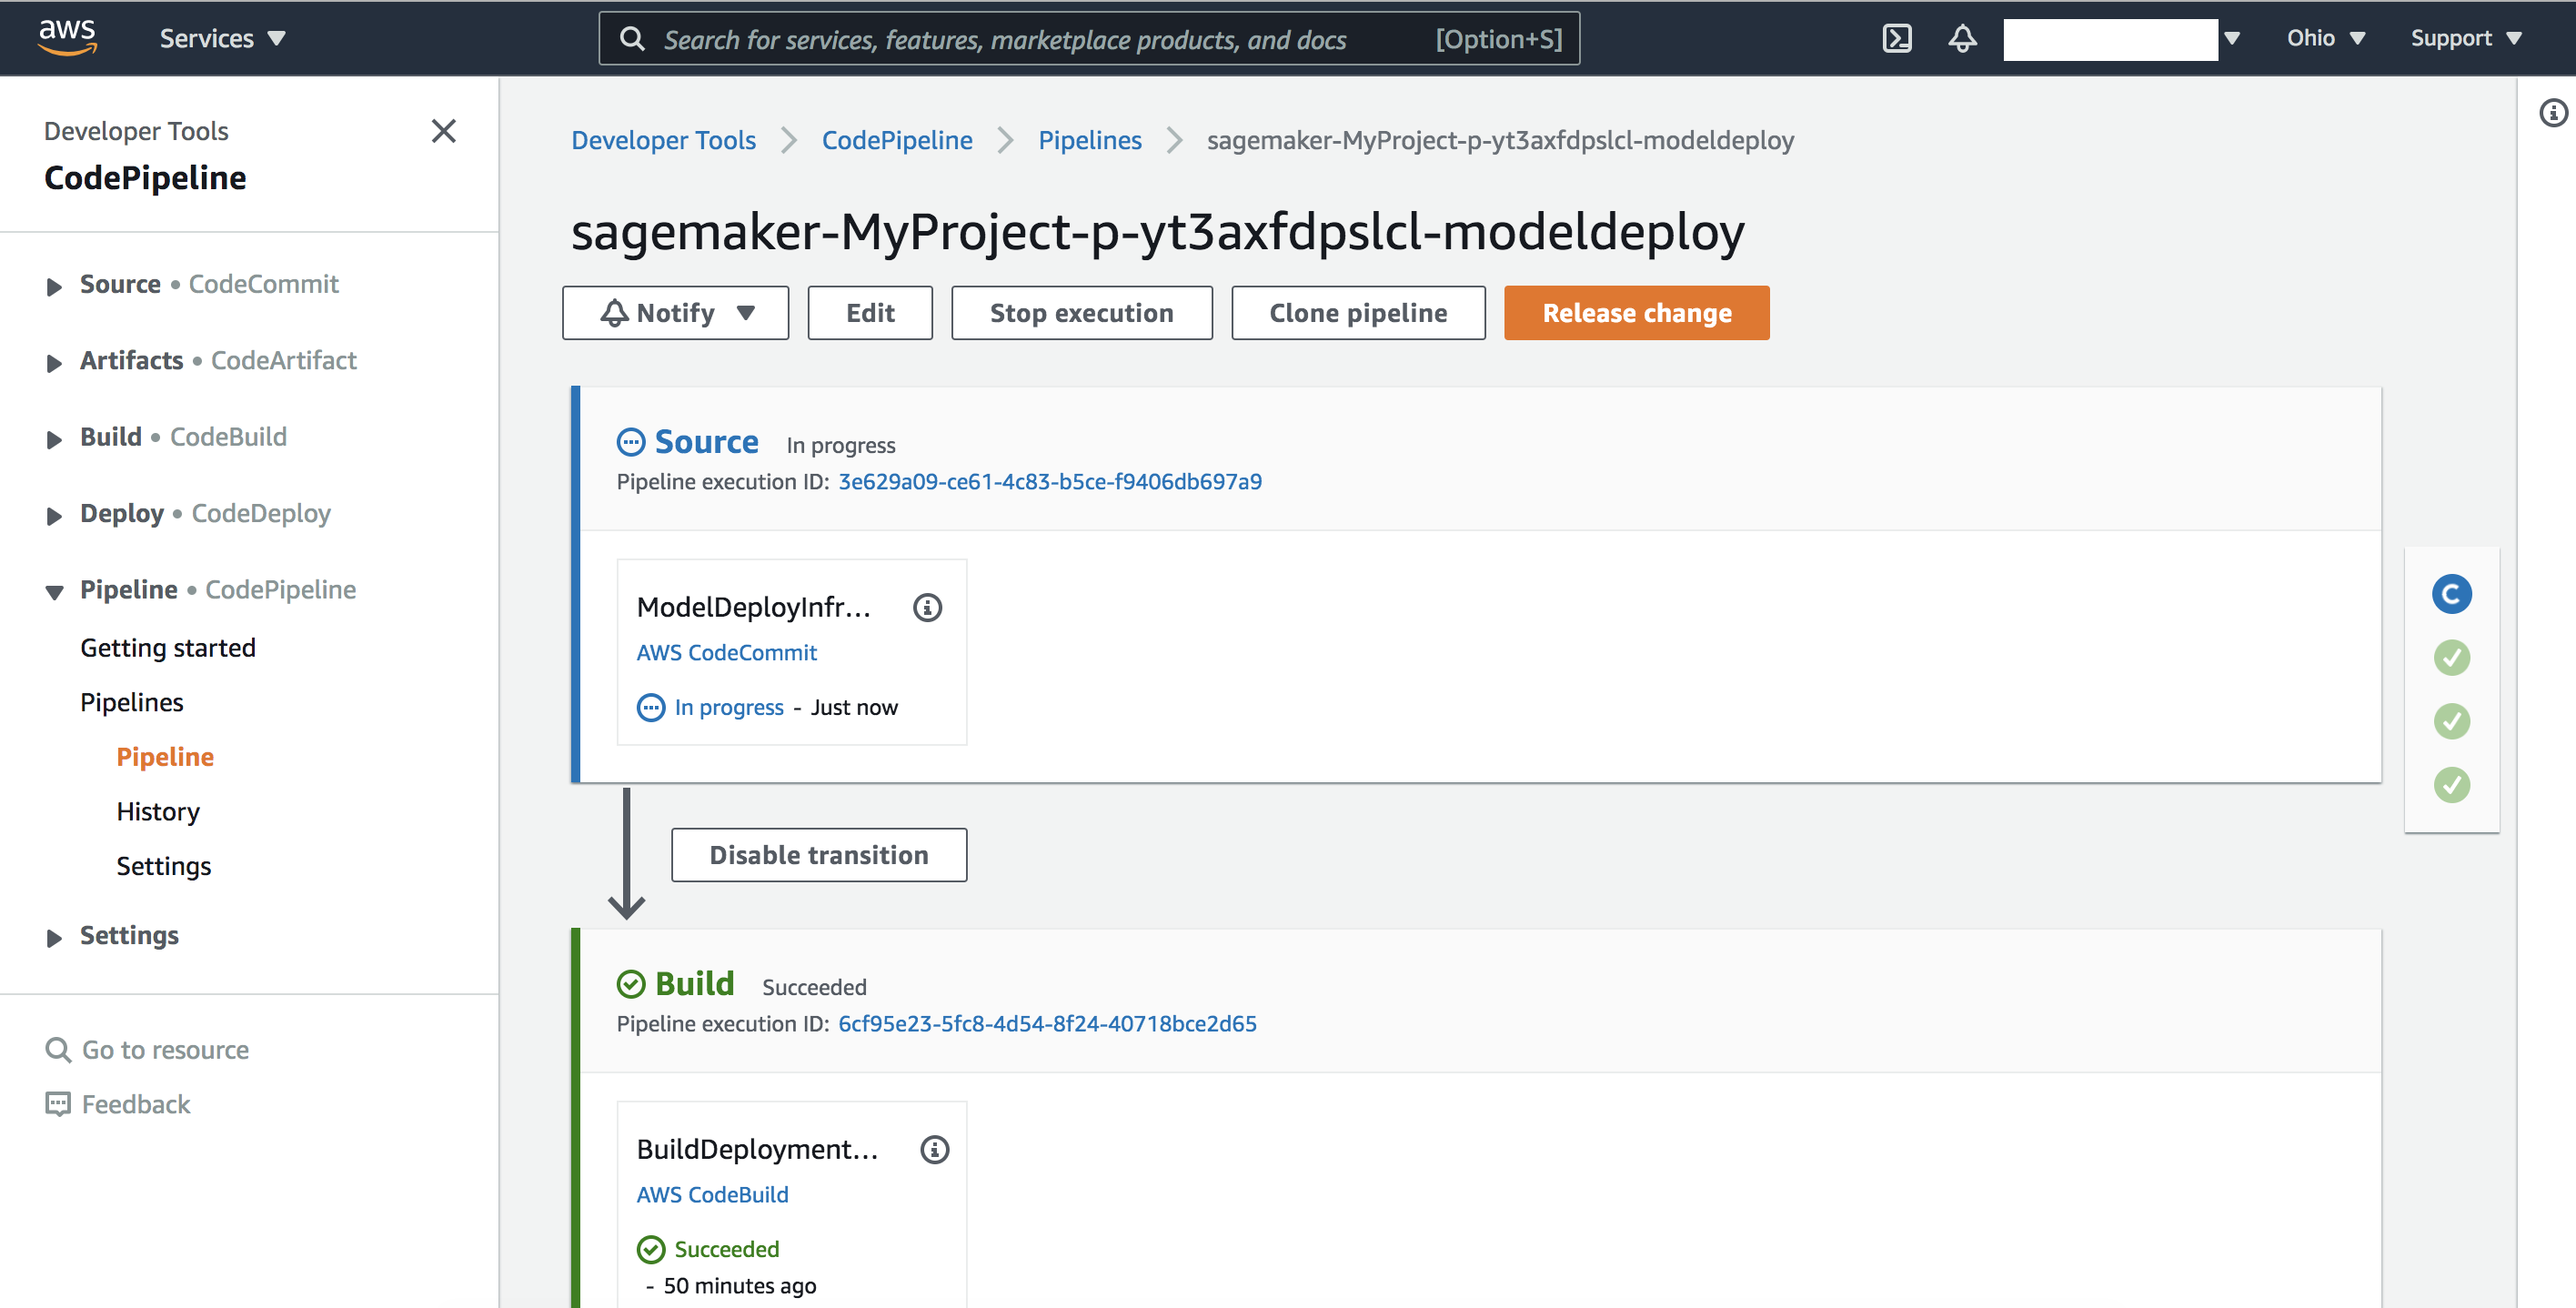 aws
Services
Search for services, features, marketplace products, and docs [Option+S]
Ohio
Support
Developer Tools
CodePipeline
Source • CodeCommit
Artifacts • CodeArtifact
Build • CodeBuild
Deploy • CodeDeploy
Pipeline • CodePipeline
Getting started
Pipelines
Pipeline
History
Settings
Settings
Go to resource
Feedback
Developer Tools > CodePipeline > Pipelines > sagemaker-MyProject-p-yt3axfdpslcl-modeldeploy
sagemaker-MyProject-p-yt3axfdpslcl-modeldeploy
Notify
Edit
Stop execution
Clone pipeline
Release change
Source In progress
Pipeline execution ID: 3e629a09-ce61-4c83-b5ce-f9406db697a9
ModelDeployInfr...
AWS CodeCommit
In progress - Just now
Disable transition
Build Succeeded
Pipeline execution ID: 6cf95e23-5fc8-4d54-8f24-40718bce2d65
BuildDeployment...
AWS CodeBuild
Succeeded
- 50 minutes ago